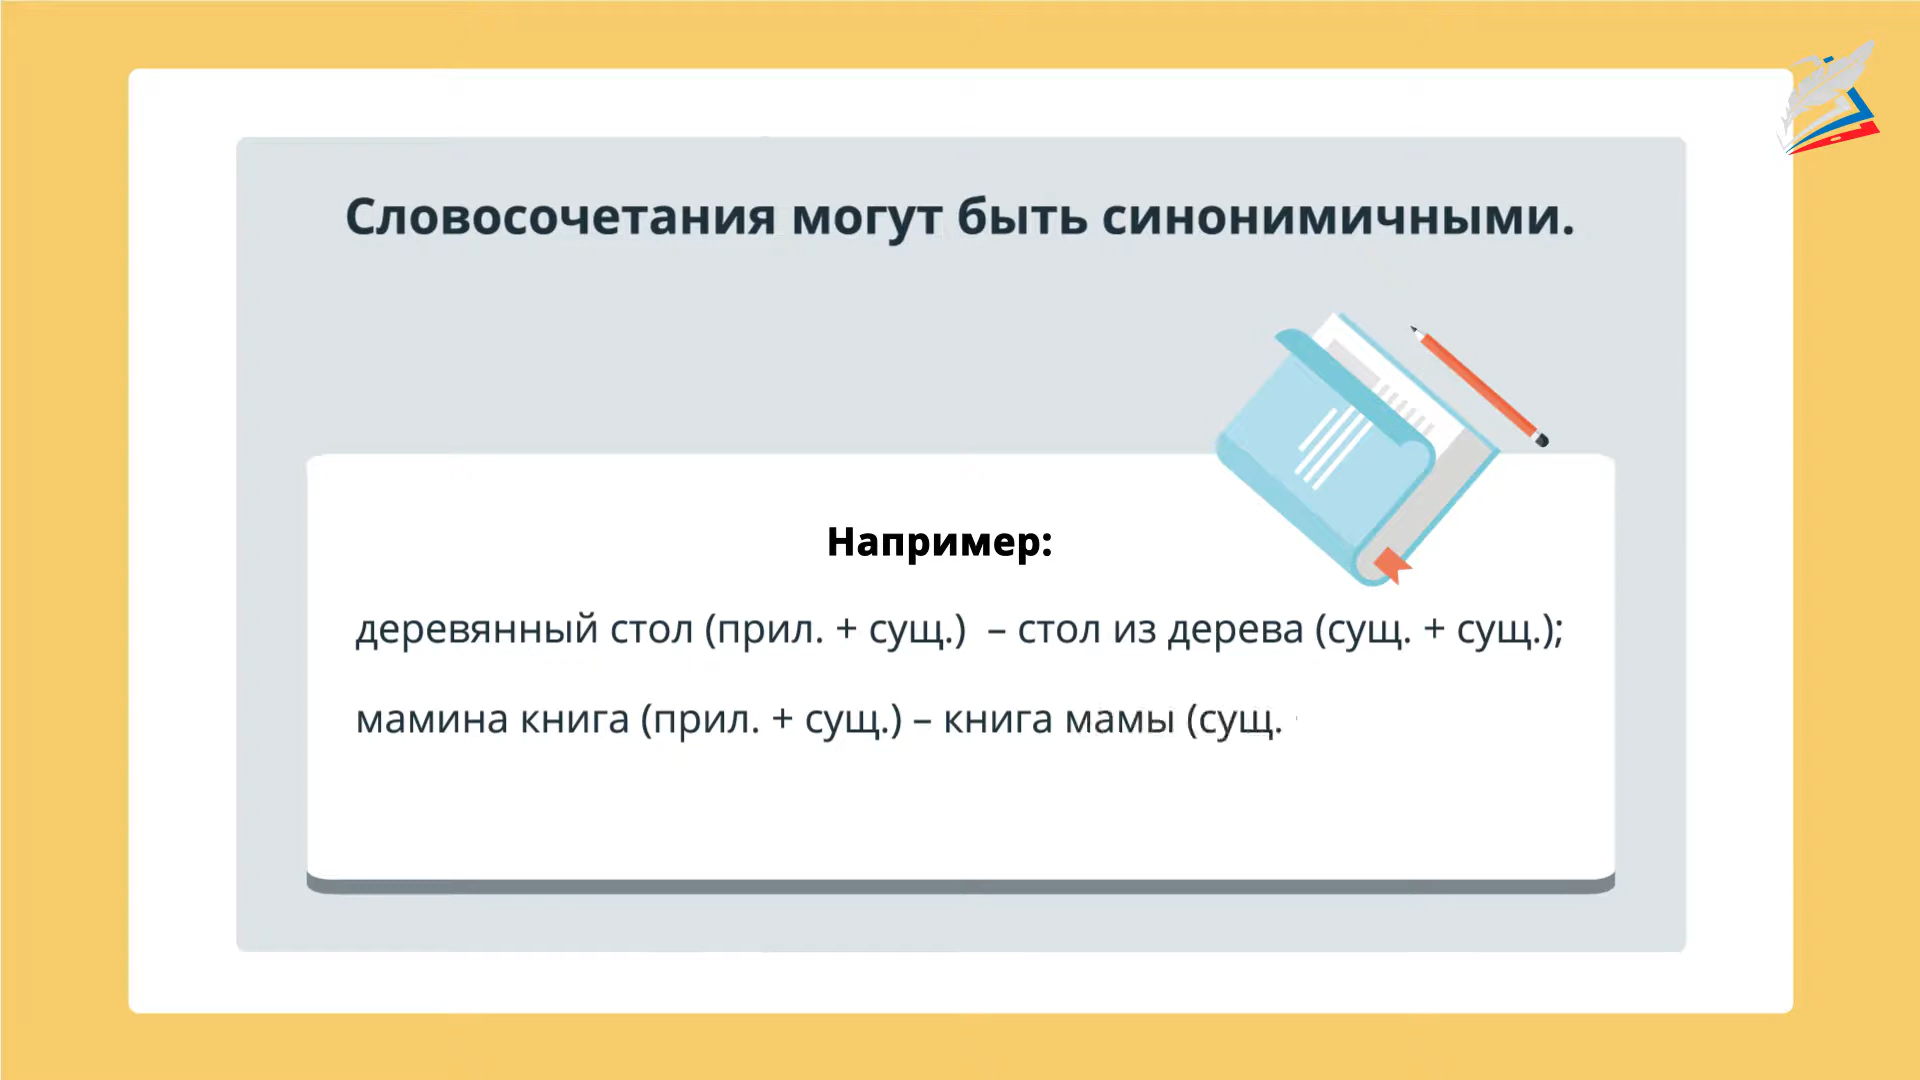 Словосочетания могут быть синонимичными.
Например:
деревянный стол (прил. + сущ.) – стол из дерева (сущ. + сущ.);
мамина книга (прил. + сущ.) – книга мамы (сущ.